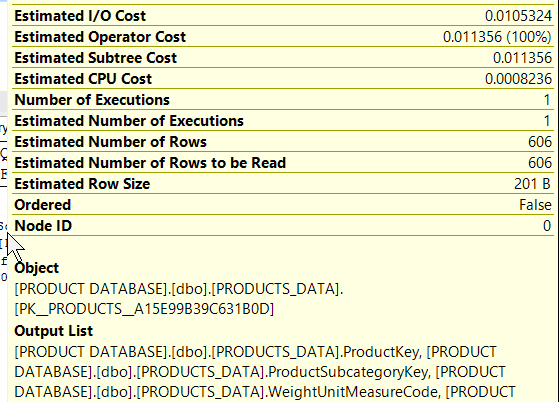 Estimated I/O Cost 0.0105324
Estimated Operator Cost 0.011356 (100%)
Estimated Subtree Cost 0.011356
Estimated CPU Cost 0.0008236
Number of Executions 1
Estimated Number of Executions 1
Estimated Number of Rows 606
Estimated Number of Rows to be Read 606
Estimated Row Size 201 B
Ordered False
Node ID 0
Object
[PRODUCT DATABASE].[dbo].[PRODUCTS_DATA].
[PK__PRODUCTS__A15E99B39C631B0D]
Output List
[PRODUCT DATABASE].[dbo].[PRODUCTS_DATA].ProductKey, [PRODUCT
DATABASE].[dbo].[PRODUCTS_DATA].ProductSubcategoryKey, [PRODUCT
DATABASE].[dbo].[PRODUCTS_DATA].WeightUnitMeasureCode, [PRODUCT